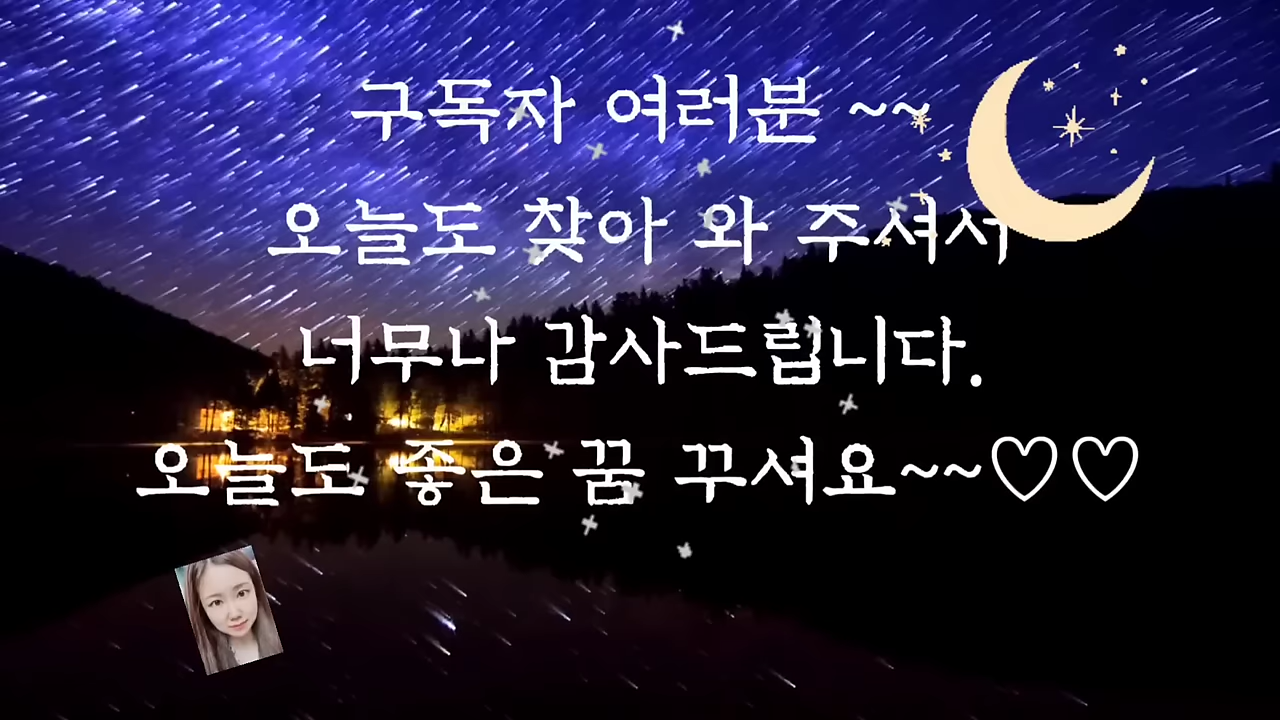 구독자 여러분 ~~
오늘도 찾아 와 주셔서
너무나 감사드립니다.
오늘도 좋은 꿈 꾸셔요~~♡♡